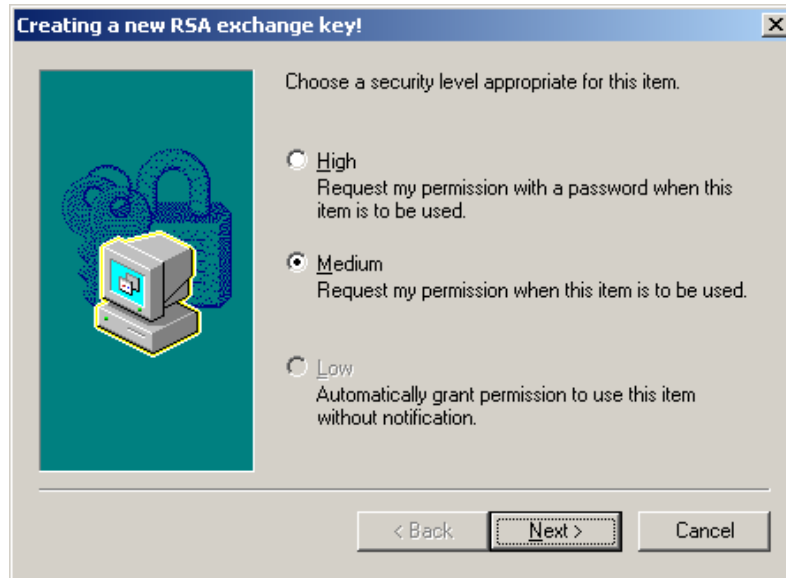 Creating a new RSA exchange key!
Choose a security level appropriate for this item.
High
Request my permission with a password when this
item is to be used.
Medium
Request my permission when this item is to be used.
Low
Automatically grant permission to use this item
without notification.
< Back Next > Cancel